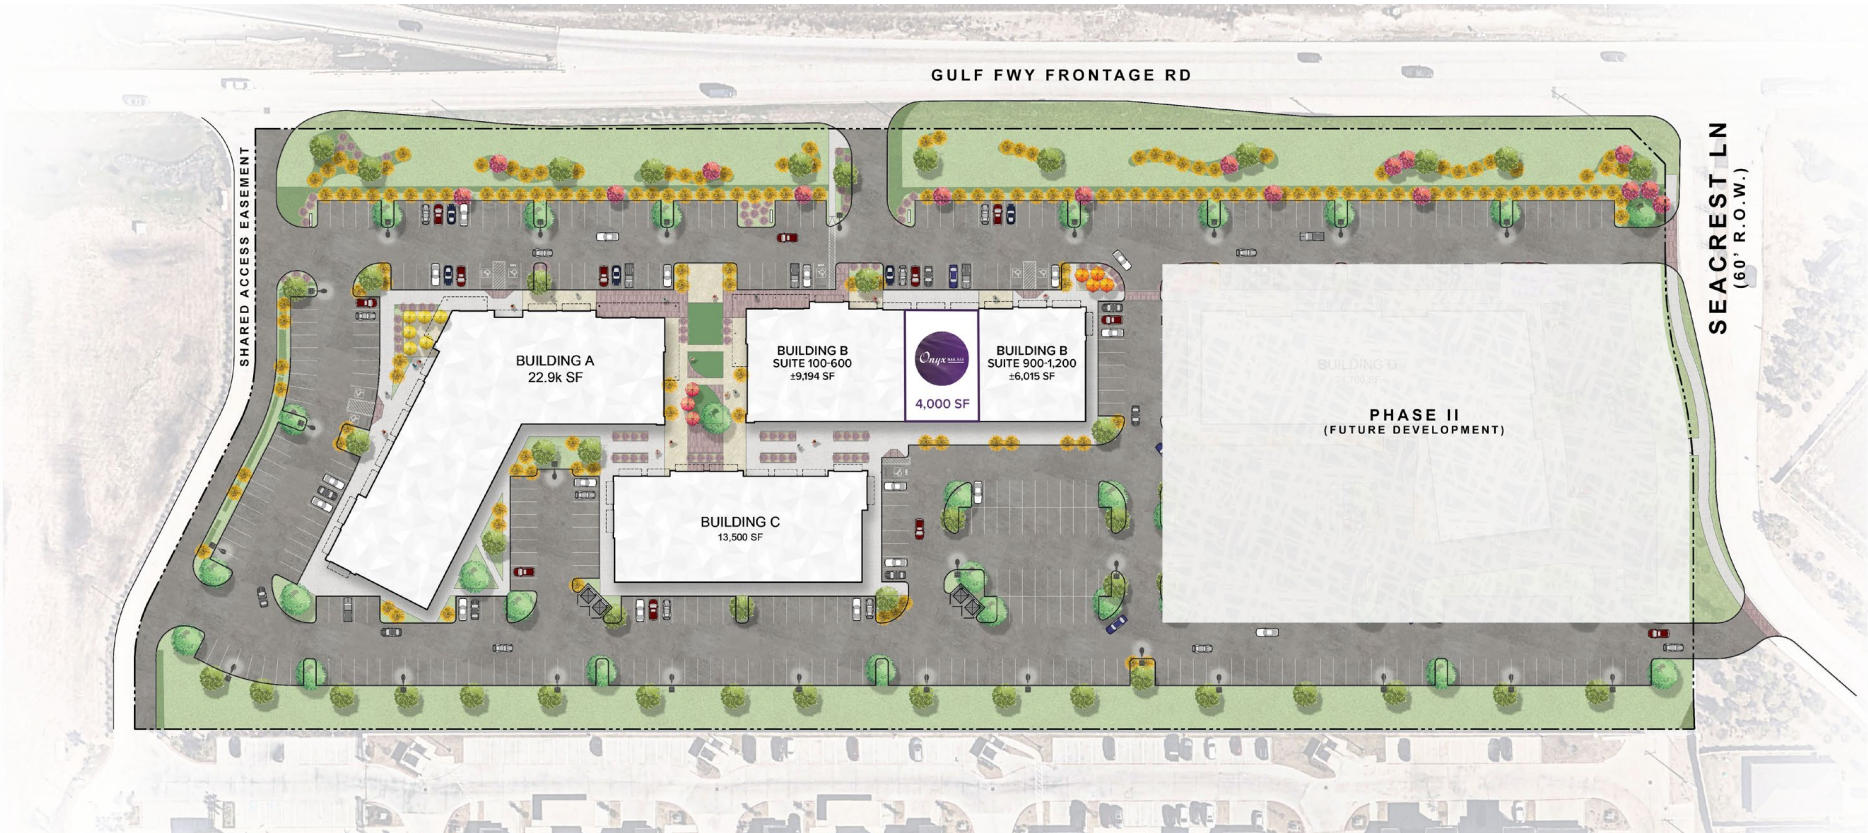 GULF FWY FRONTAGE RD
SHARED ACCESS EASEMENT
SEACREST LN
(60' R.O.W.)
BUILDING A
22.9k SF
BUILDING B
SUITE 100-600
±9,194 SF
Onyx
4,000 SF
BUILDING B
SUITE 900-1,200
±6,015 SF
PHASE II
(FUTURE DEVELOPMENT)
BUILDING C
13,500 SF